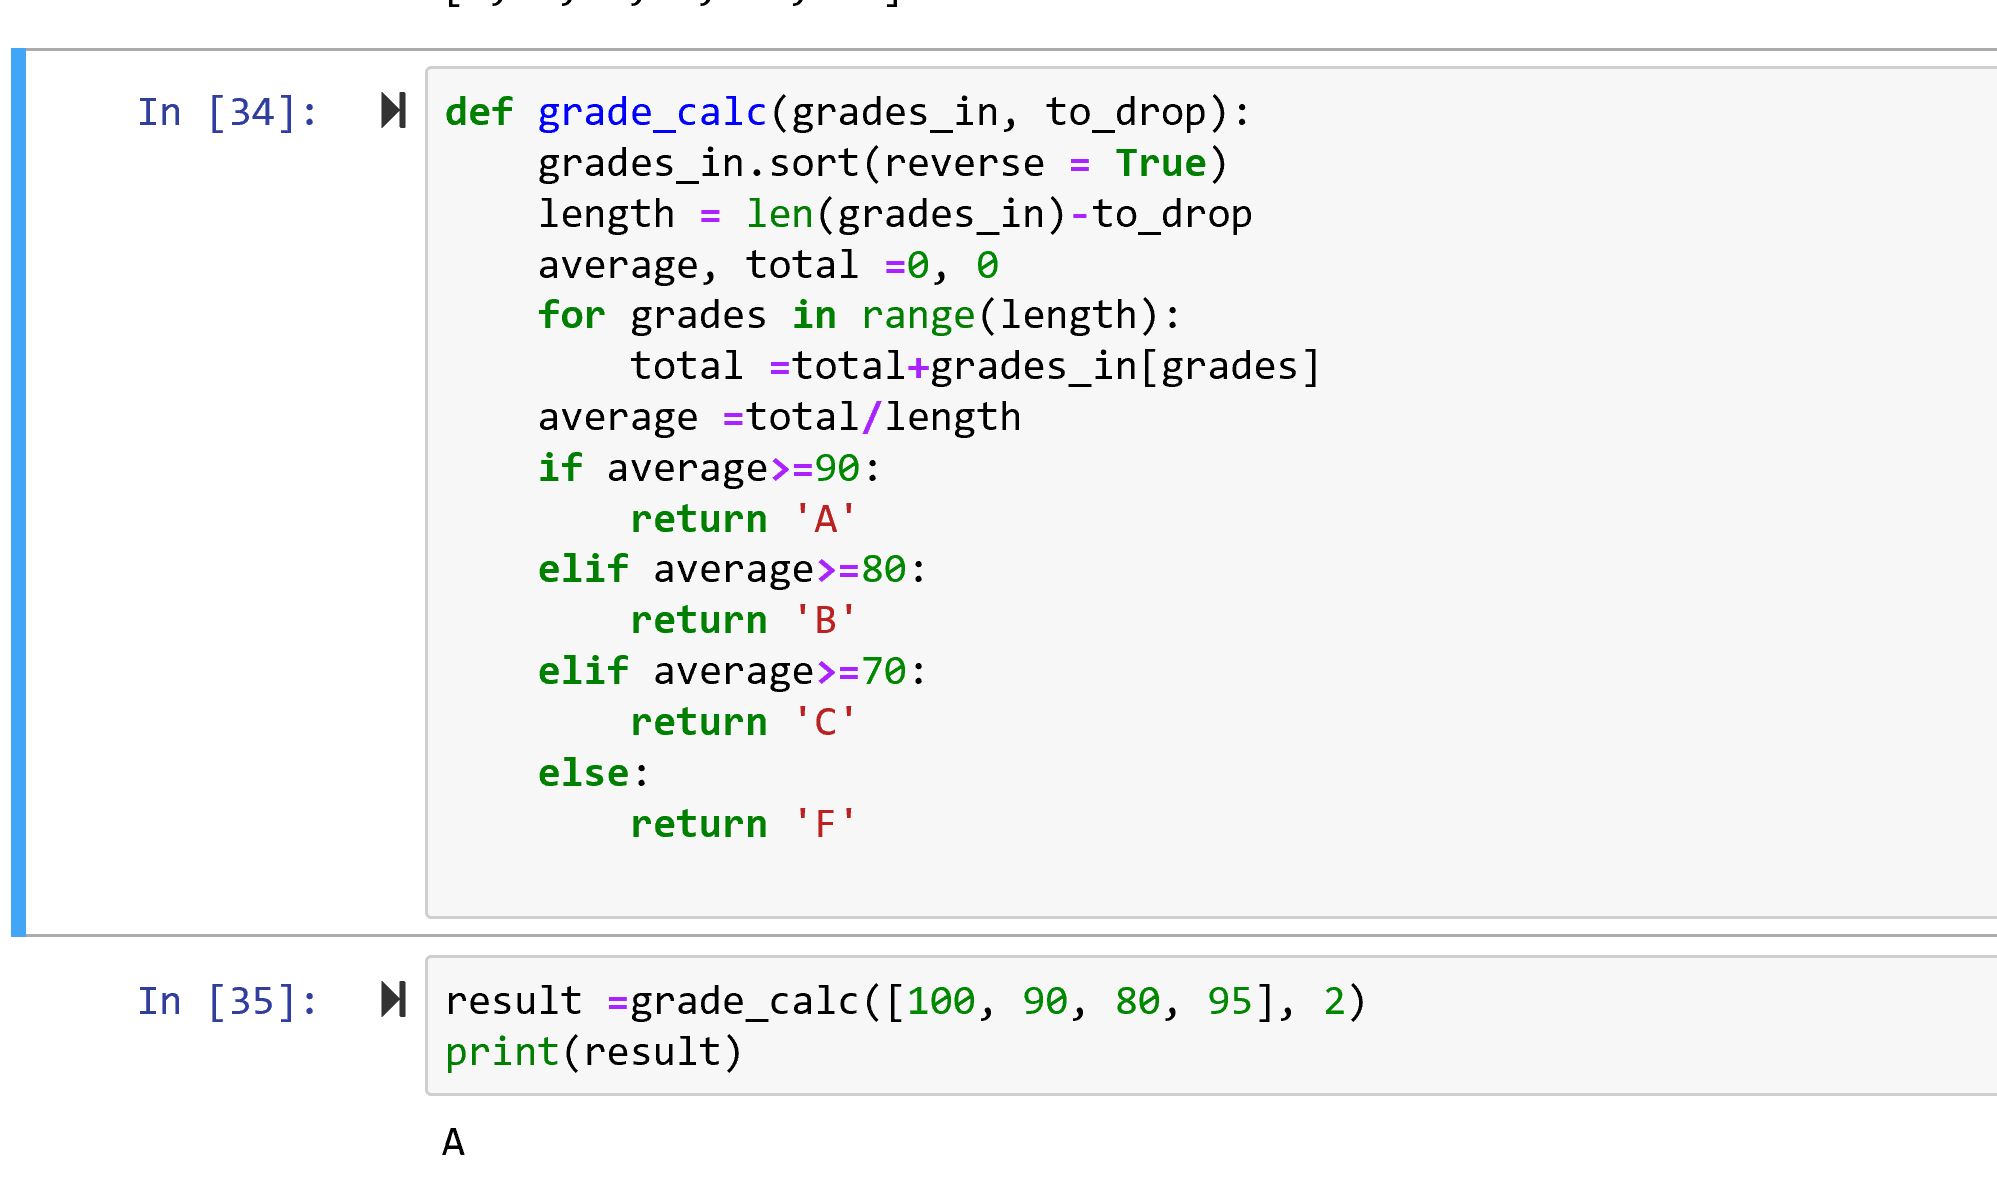 In [34]:
def grade_calc(grades_in, to_drop):
    grades_in.sort(reverse = True)
    length = len(grades_in)-to_drop
    average, total =0, 0
    for grades in range(length):
        total =total+grades_in[grades]
    average =total/length
    if average>=90:
        return 'A'
    elif average>=80:
        return 'B'
    elif average>=70:
        return 'C'
    else:
        return 'F'
In [35]:
result =grade_calc([100, 90, 80, 95], 2)
print(result)
A